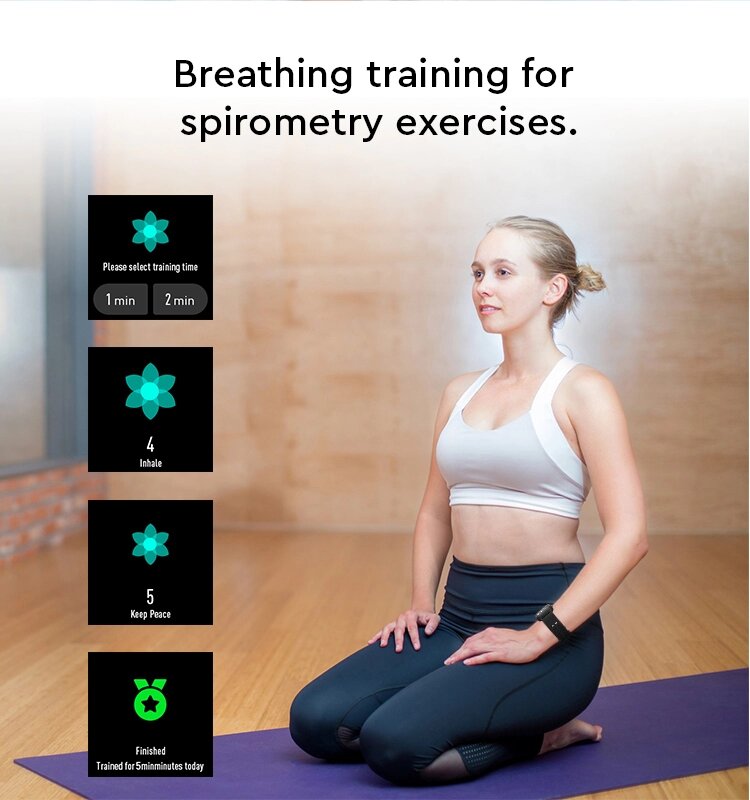 Breathing training for
spirometry exercises.
Please select training time
1 min 2 min
4
Inhale
5
Keep Peace
Finished
Trained for 5minminutes today